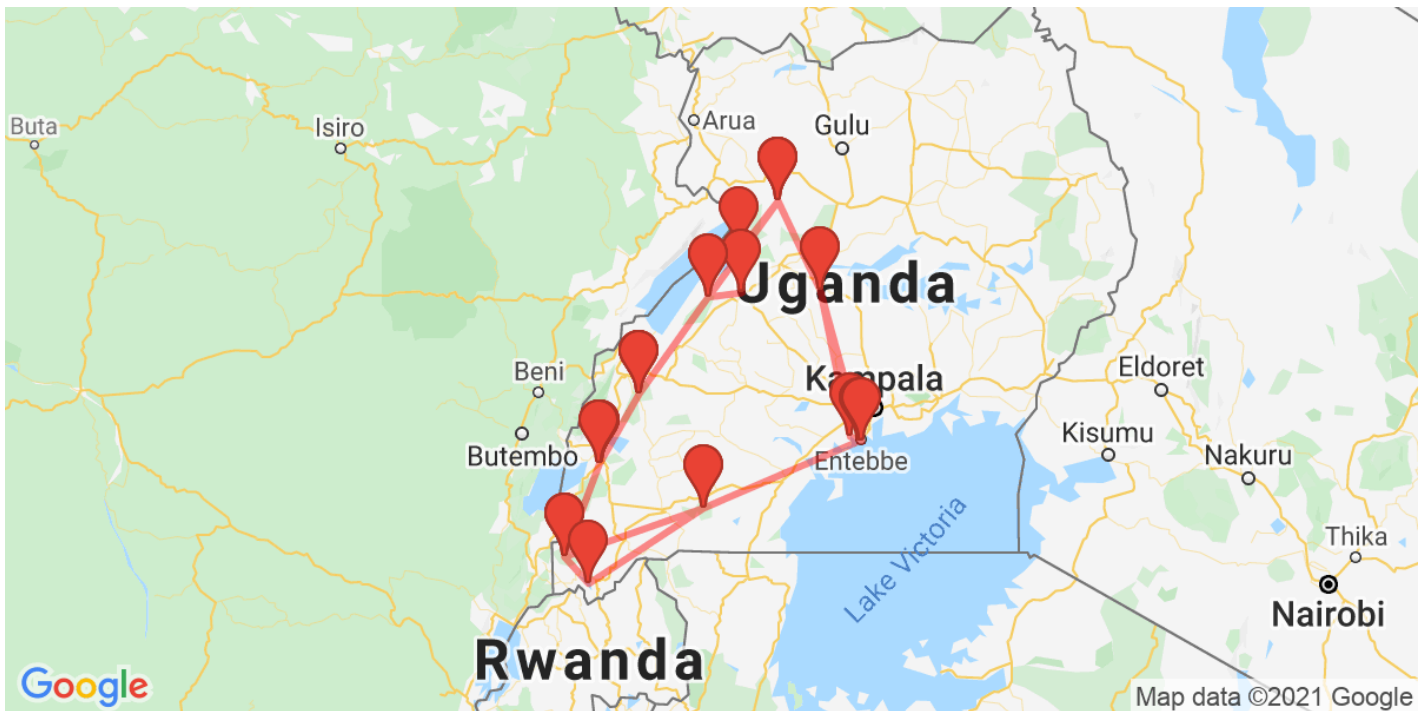 Buta
Isiro
Arua
Gulu
Uganda
Beni
Butembo
Kampala
Entebbe
Eldoret
Kisumu
Nakuru
Lake Victoria
Thika
Nairobi
Rwanda
Google
Map data ©2021 Google